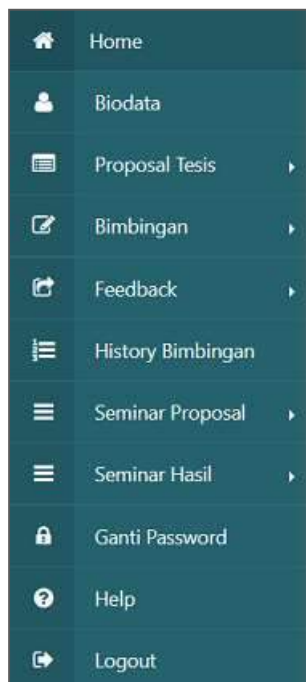 Home
Biodata
Proposal Tesis
Bimbingan
Feedback
History Bimbingan
Seminar Proposal
Seminar Hasil
Ganti Password
Help
Logout